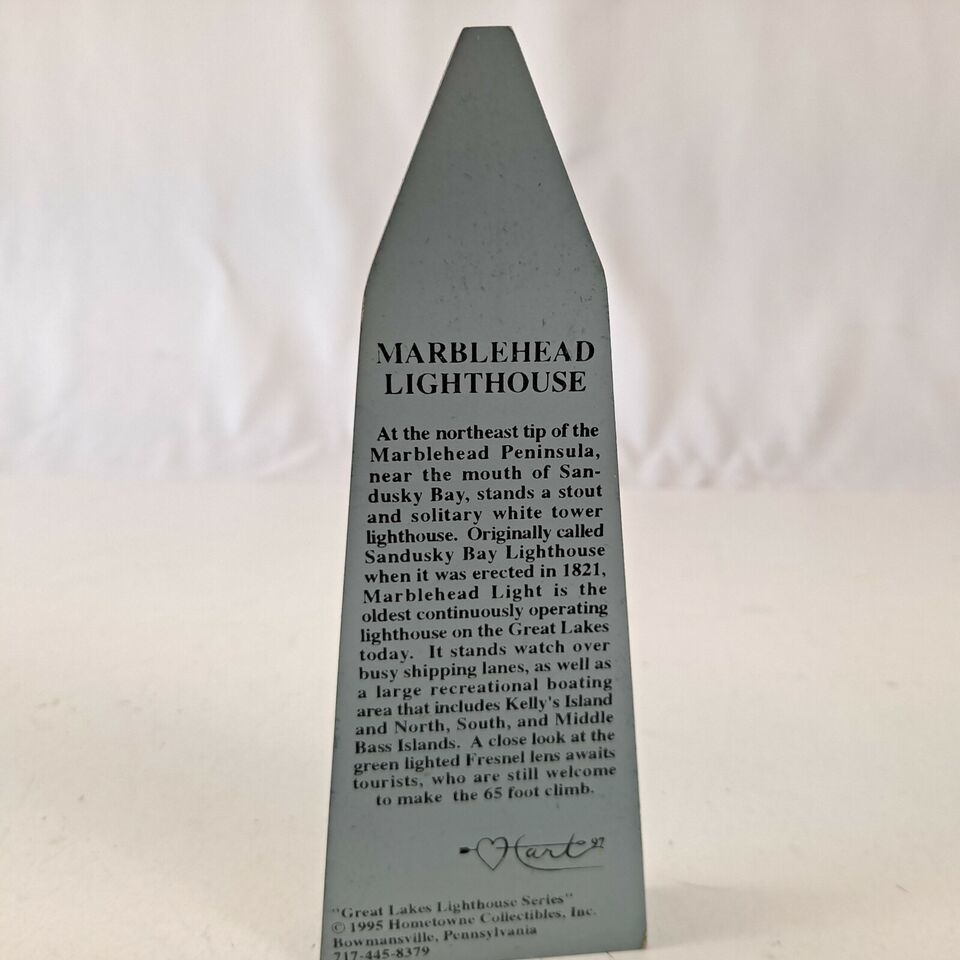 MARBLEHEAD
LIGHTHOUSE
At the northeast tip of the
Marblehead Peninsula,
near the mouth of San-
dusky Bay, stands a stout
and solitary white tower
lighthouse. Originally called
Sandusky Bay Lighthouse
when it was erected in 1821,
Marblehead Light is the
oldest continuously operating
lighthouse on the Great Lakes
today. It stands watch over
busy shipping lanes, as well as
a large recreational boating
area that includes Kelly's Island
and North, South, and Middle
Bass Islands. A close look at the
green lighted Fresnel lens awaits
tourists, who are still welcome
to make the 65 foot climb.
Hart 97
"Great Lakes Lighthouse Series"
© 1995 Hometowne Collectibles, Inc.
Bowmansville, Pennsylvania
717-445-8379